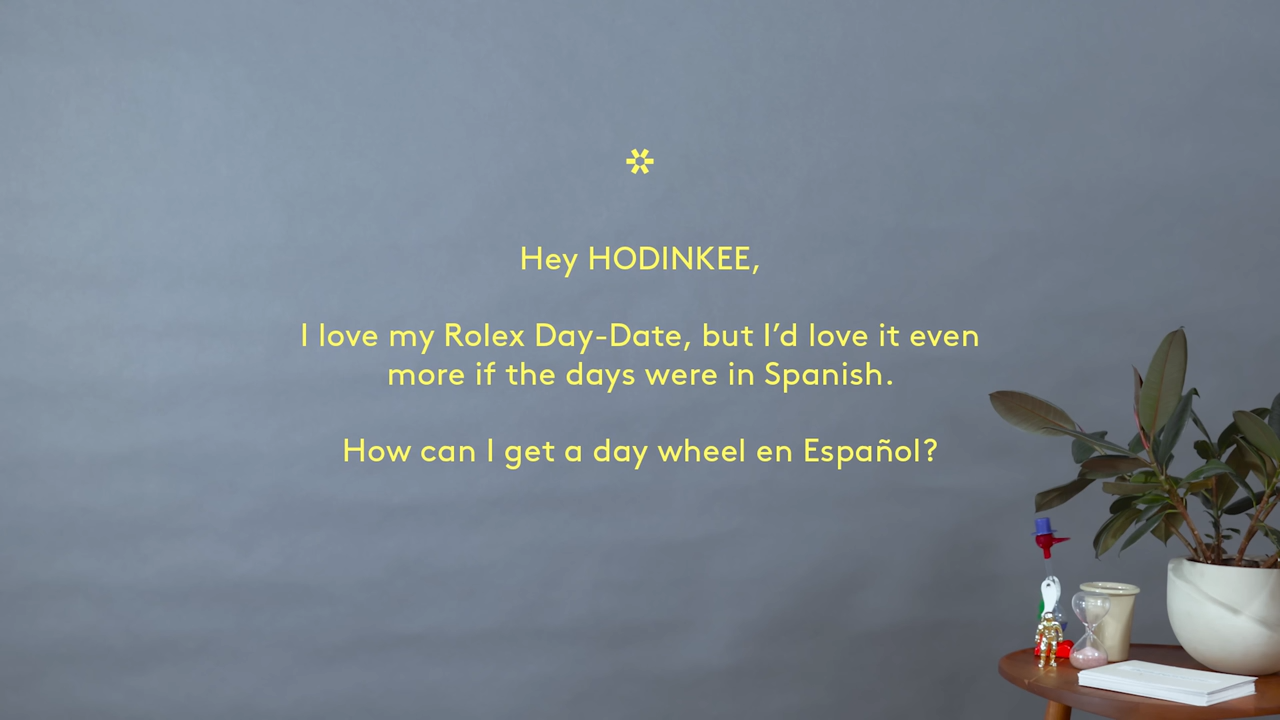 Hey HODINKEE,
I love my Rolex Day-Date, but I’d love it even
more if the days were in Spanish.
How can I get a day wheel en Español?